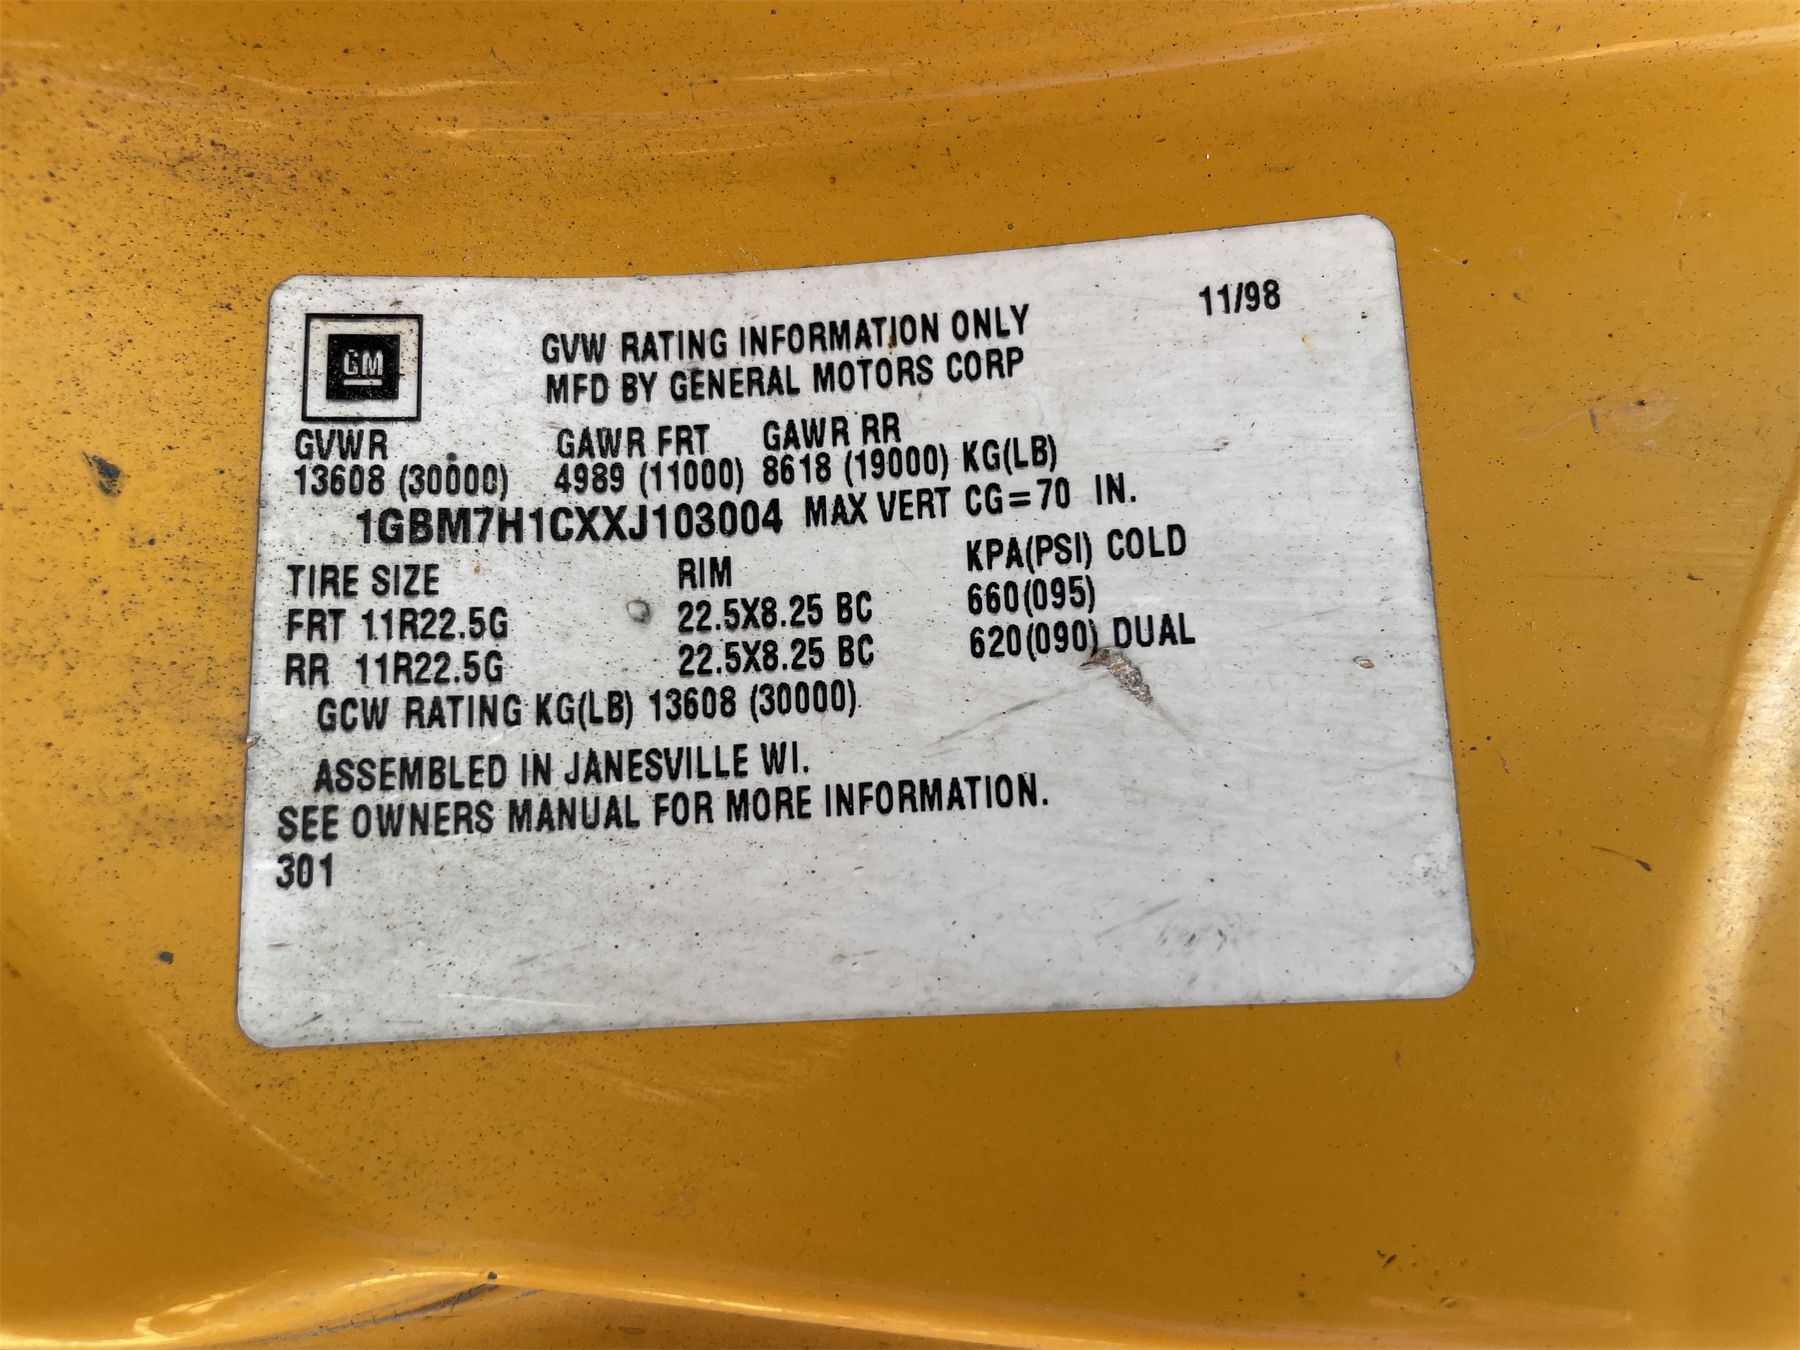 11/98
GM
GVW RATING INFORMATION ONLY
MFD BY GENERAL MOTORS CORP
GVWR GAWR FRT GAWR RR
13608 (30000) 4989 (11000) 8618 (19000) KG(LB)
1GBM7H1CXXJ103004 MAX VERT CG=70 IN.
TIRE SIZE RIM KPA(PSI) COLD
FRT 11R22.5G 22.5X8.25 BC 660(095)
RR 11R22.5G 22.5X8.25 BC 620(090) DUAL
GCW RATING KG(LB) 13608 (30000)
ASSEMBLED IN JANESVILLE WI.
SEE OWNERS MANUAL FOR MORE INFORMATION.
301